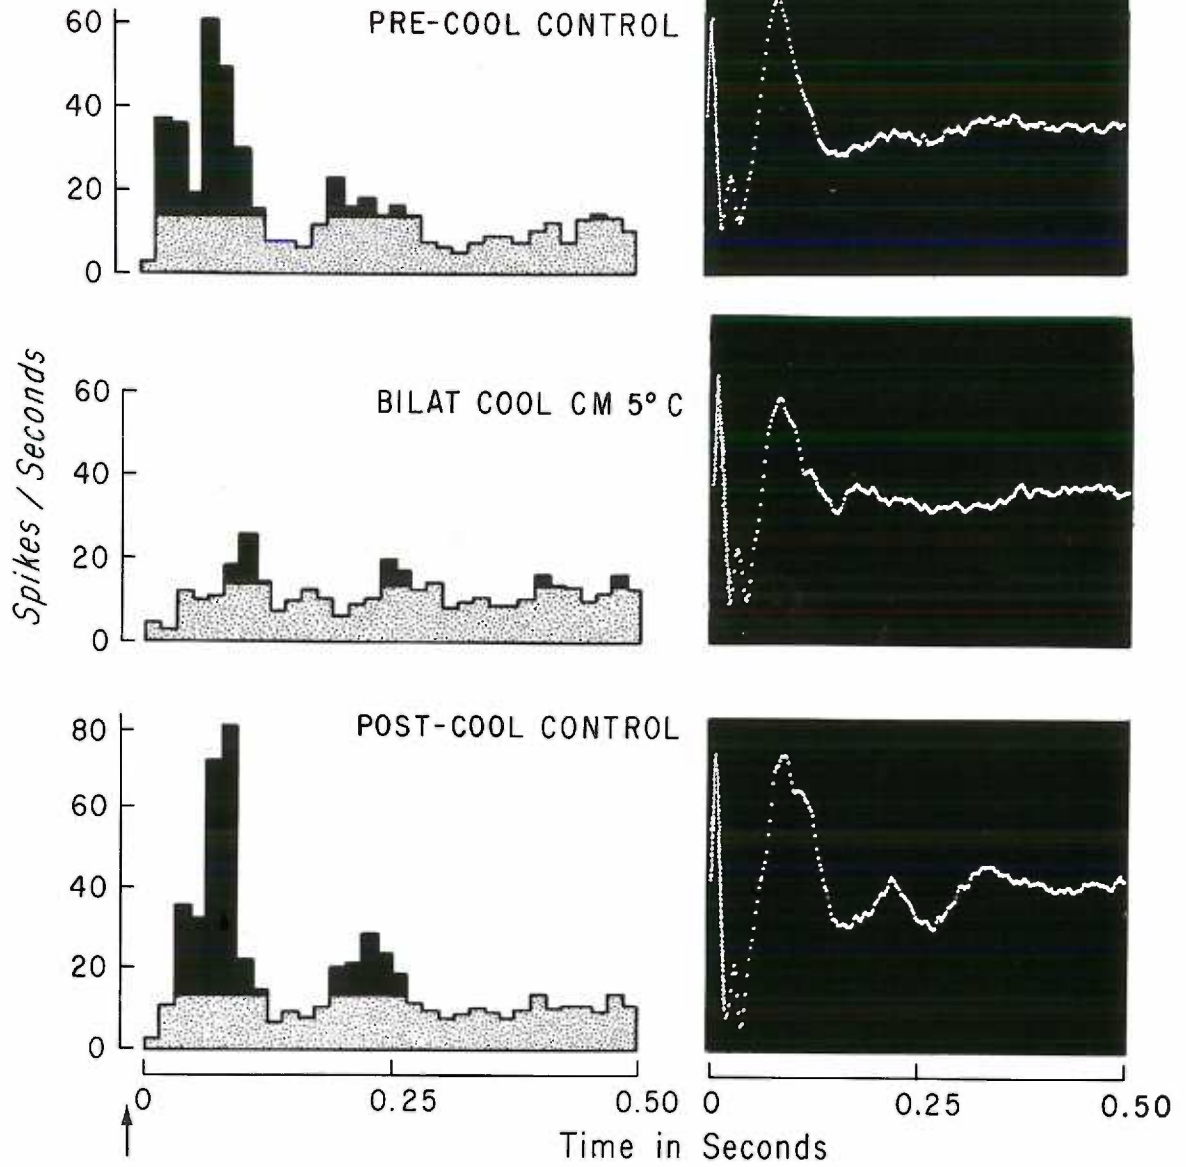 PRE-COOL CONTROL
60
40
20
0
BILAT COOL CM 5° C
60
40
20
0
Spikes / Seconds
POST-COOL CONTROL
80
60
40
20
0
0 0.25 0.50
0 0.25 0.50
Time in Seconds